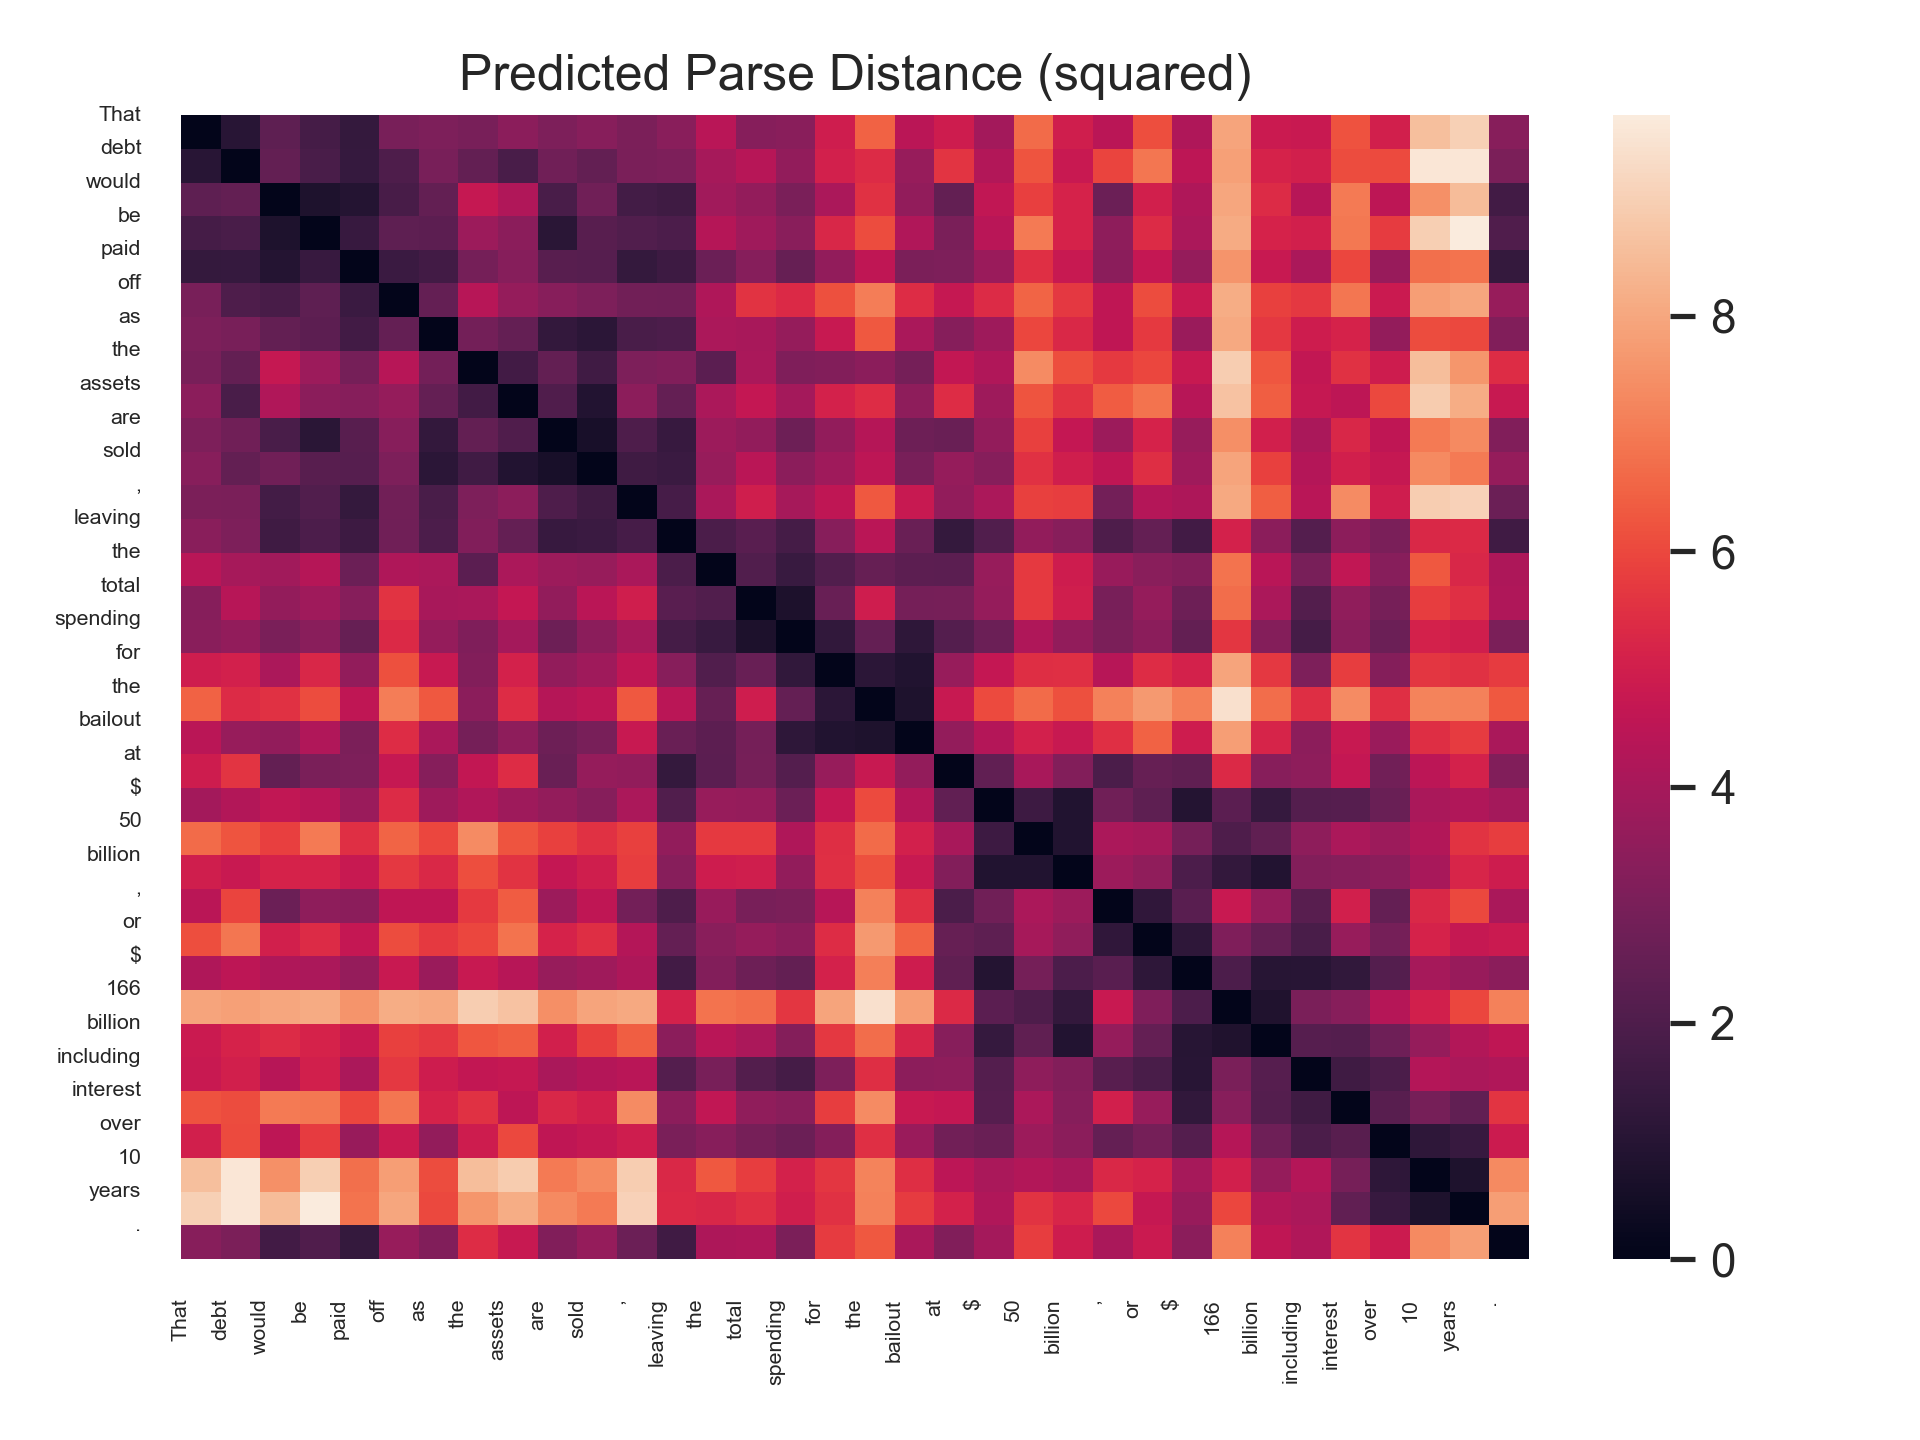 Predicted Parse Distance (squared)
That
debt
would
be
paid
off
as
the
assets
are
sold
,
leaving
the
total
spending
for
the
bailout
at
$
50
billion
,
or
$
166
billion
including
interest
over
10
years
.
8
6
4
2
0
That
debt
would
be
paid
off
as
the
assets
are
sold
,
leaving
the
total
spending
for
the
bailout
at
$
50
billion
,
or
$
166
billion
including
interest
over
10
years
.